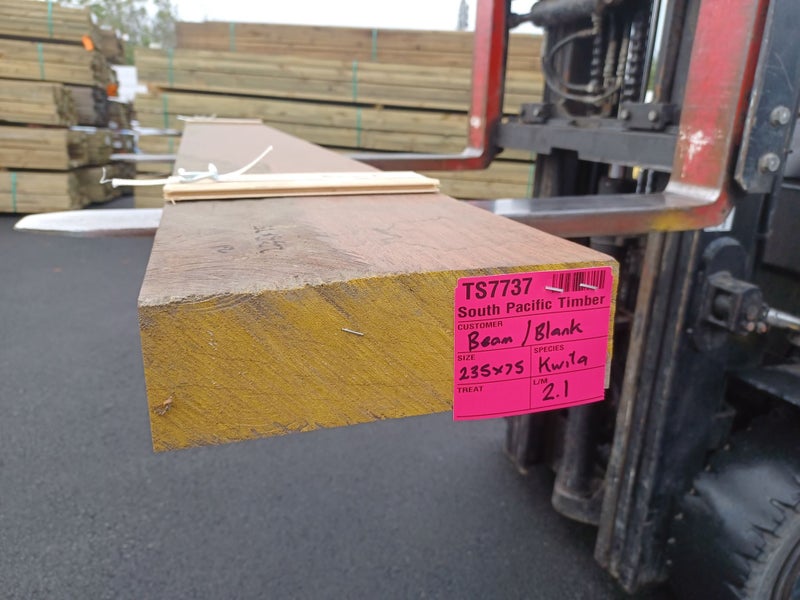 TS7737
South Pacific Timber
CUSTOMER
Beam / Blank
SIZE
235x75
SPECIES
Kwila
TREAT
L/M
2.1